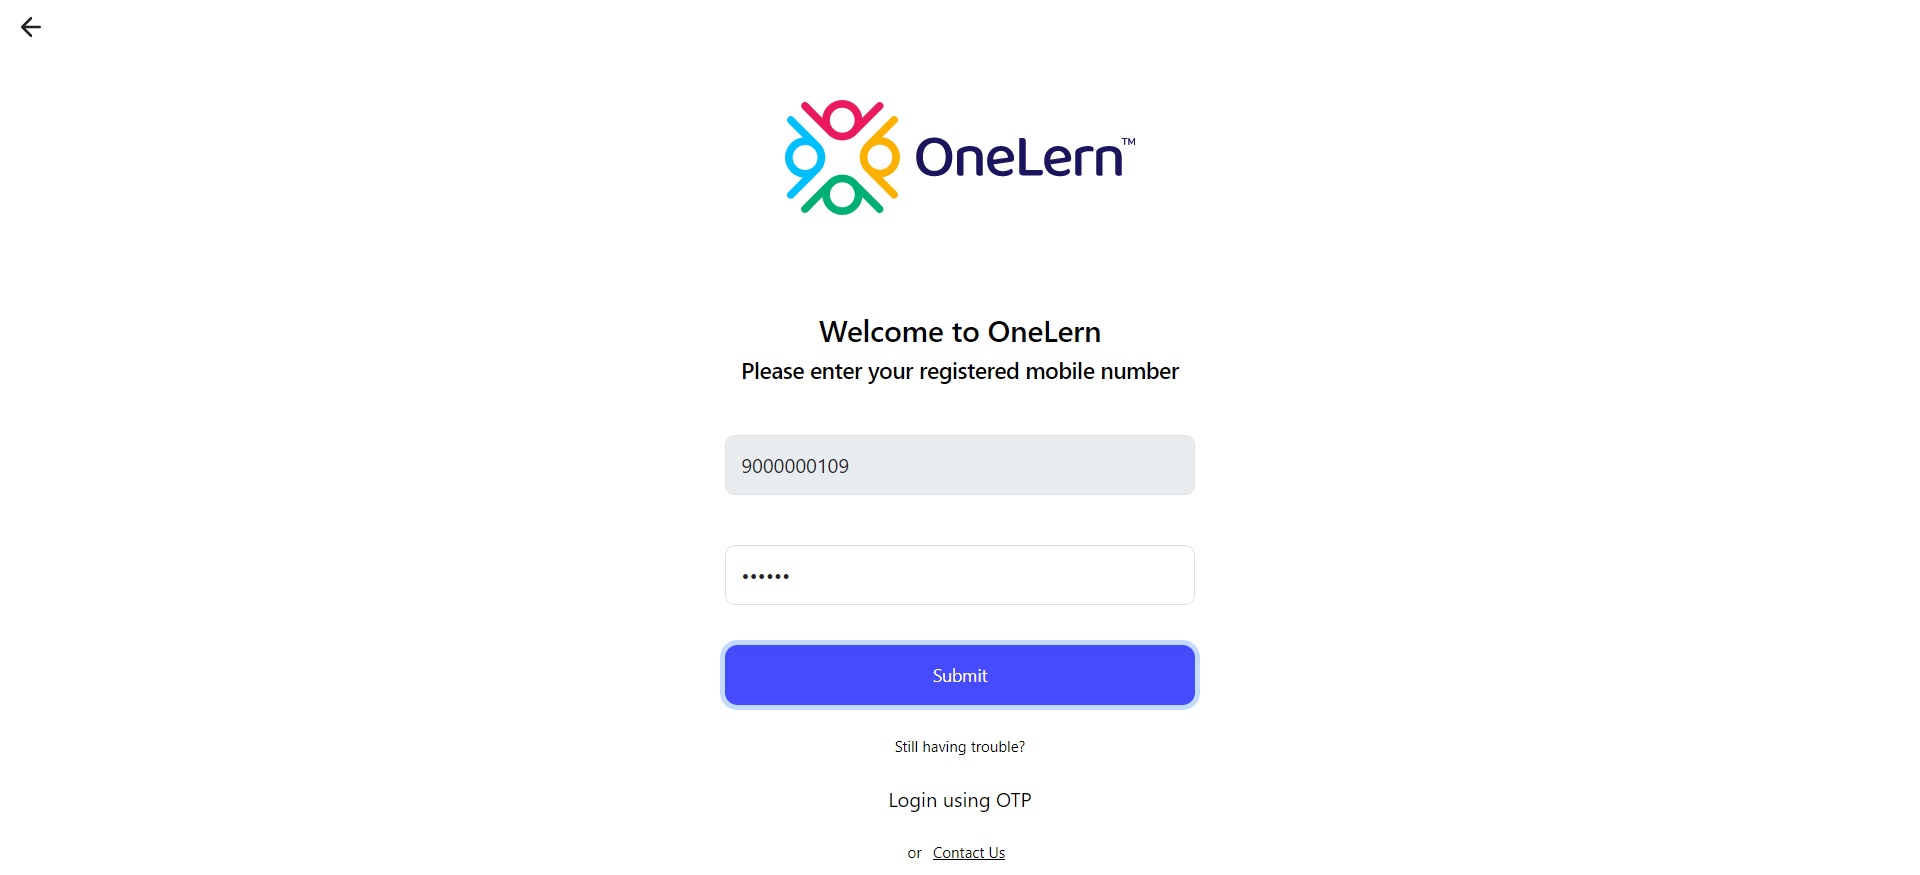 OneLern™
Welcome to OneLern
Please enter your registered mobile number
9000000109
••••••
Submit
Still having trouble?
Login using OTP
or Contact Us